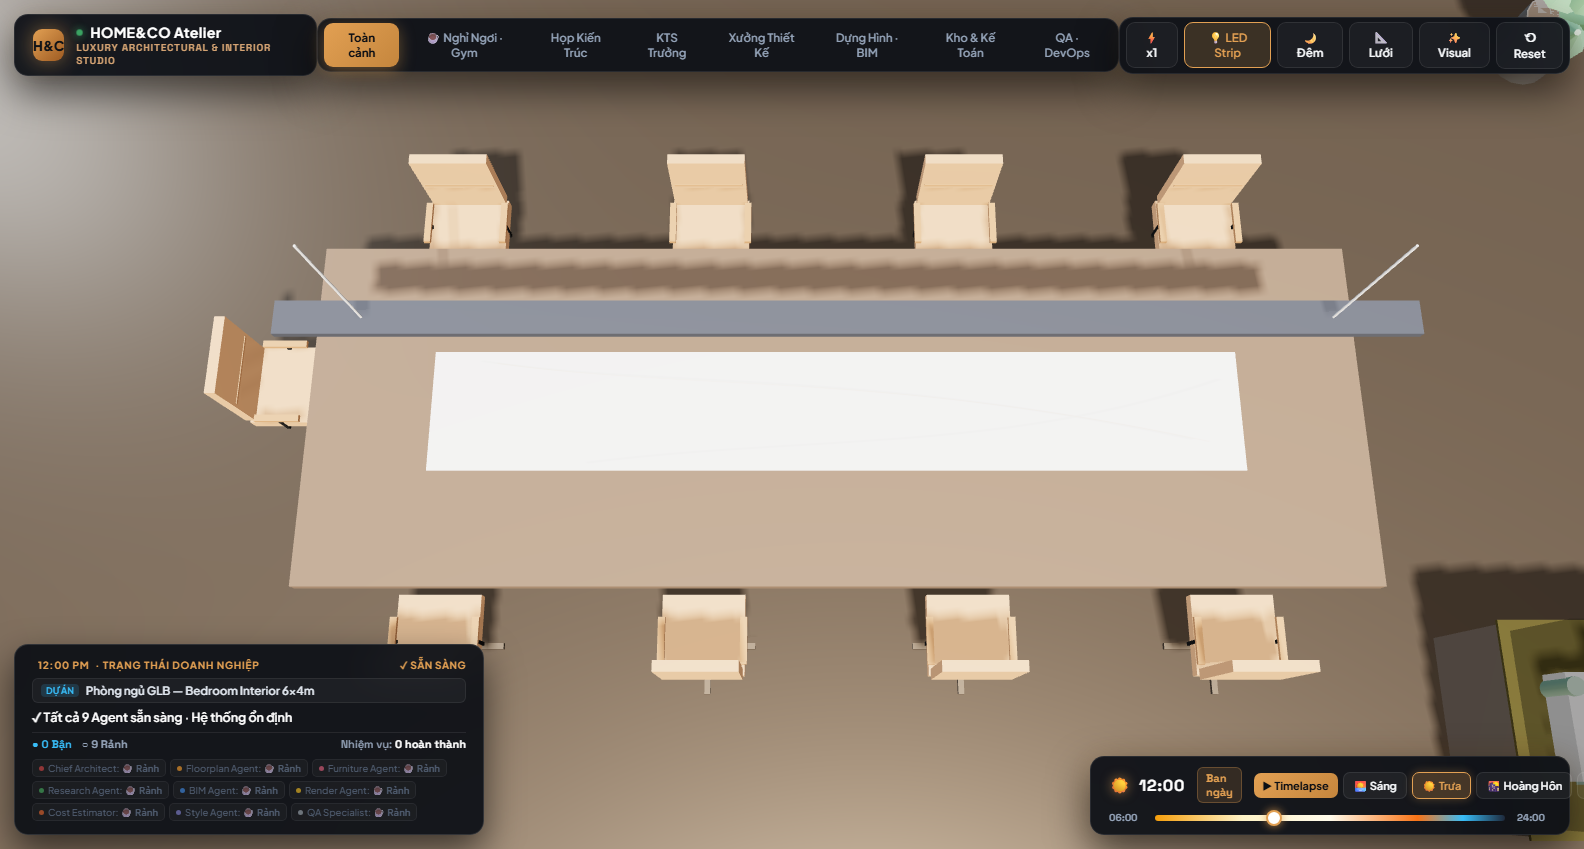 H&C
HOME&CO Atelier
LUXURY ARCHITECTURAL & INTERIOR
STUDIO
Toàn
cảnh
Nghỉ Ngơi ·
Gym
Họp Kiến
Trúc
KTS
Trưởng
Xưởng Thiết
Kế
Dựng Hình ·
BIM
Kho & Kế
Toán
QA ·
DevOps
x1
LED
Strip
Đêm
Lưới
Visual
Reset
12:00 PM · TRẠNG THÁI DOANH NGHIỆP
✓ SẴN SÀNG
DỰ ÁN Phòng ngủ GLB — Bedroom Interior 6x4m
✓ Tất cả 9 Agent sẵn sàng · Hệ thống ổn định
● 0 Bận ○ 9 Rảnh Nhiệm vụ: 0 hoàn thành
Chief Architect: Rảnh Floorplan Agent: Rảnh Furniture Agent: Rảnh
Research Agent: Rảnh BIM Agent: Rảnh Render Agent: Rảnh
Cost Estimator: Rảnh Style Agent: Rảnh QA Specialist: Rảnh
12:00
Ban
ngày
▶ Timelapse
Sáng
Trưa
Hoàng Hôn
06:00
24:00